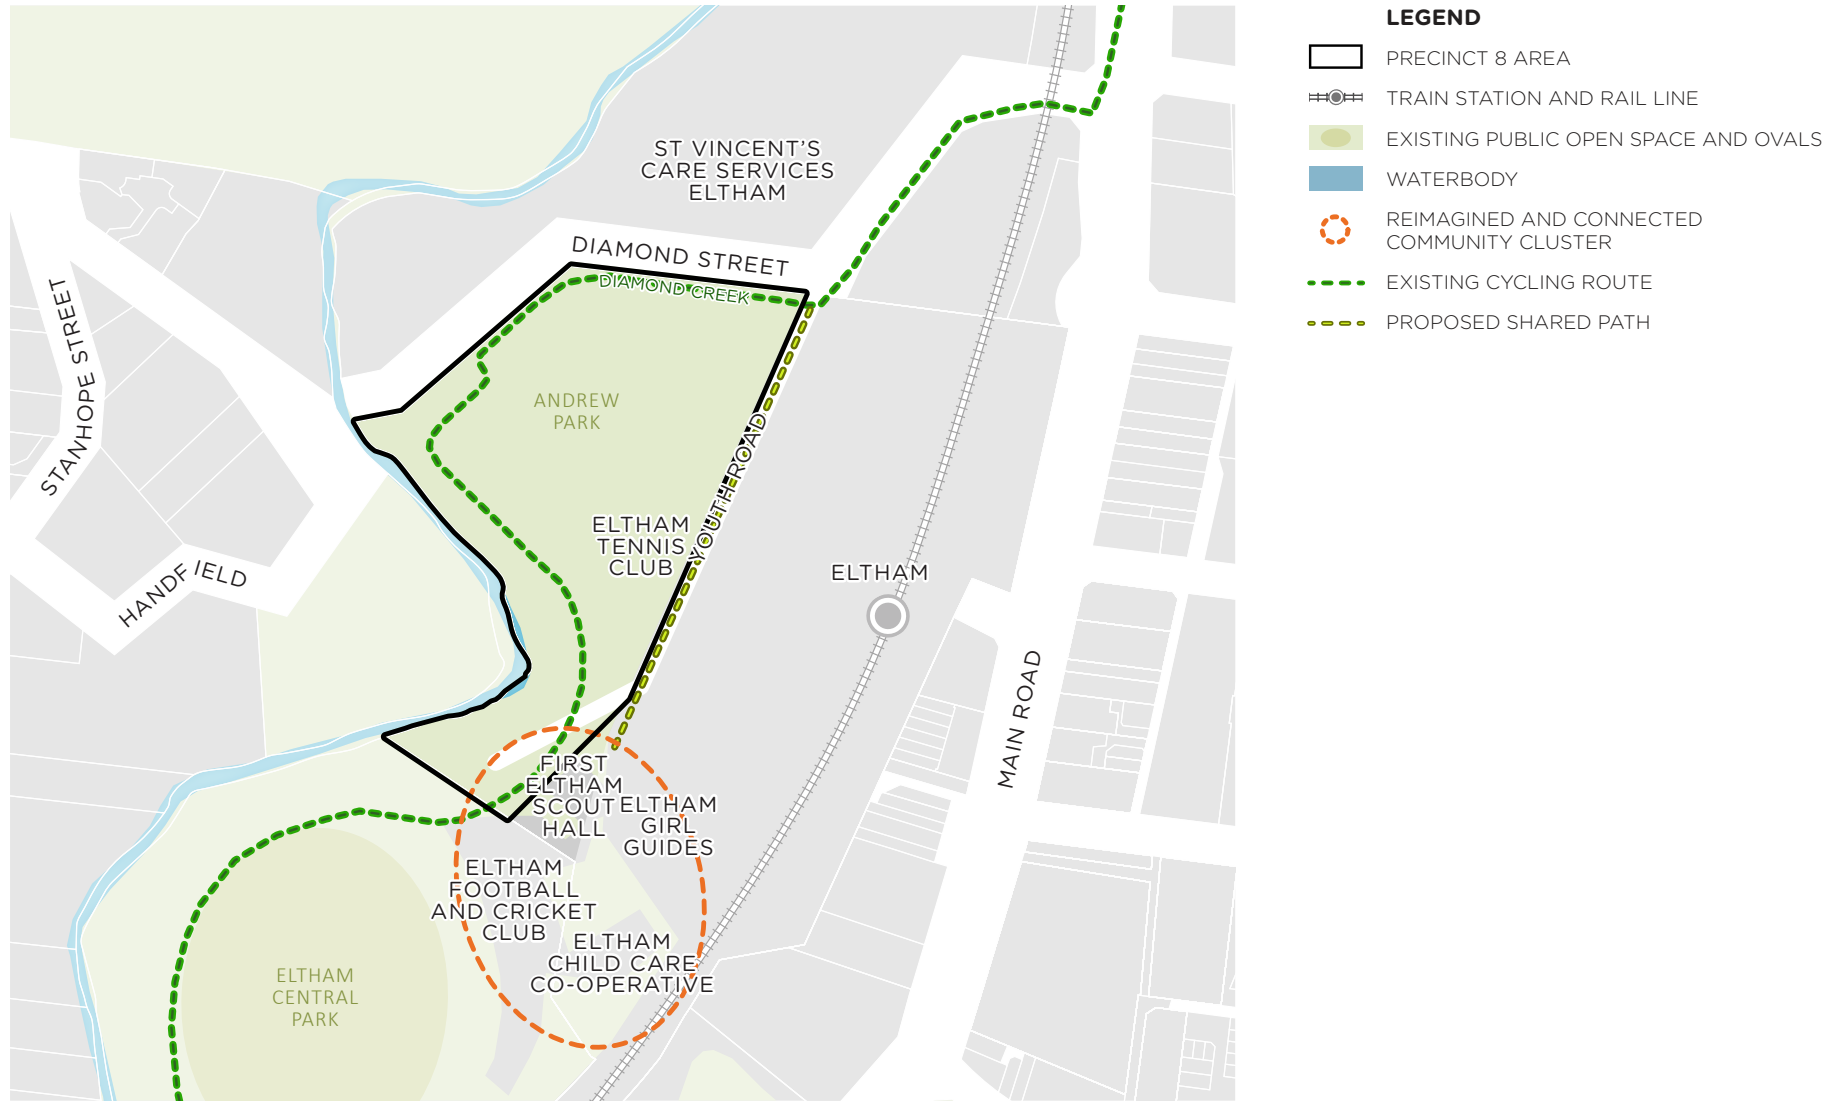 ST VINCENT'S
CARE SERVICES
ELTHAM
DIAMOND STREET
DIAMOND CREEK
STANHOPE STREET
ANDREW
PARK
YOUTH ROAD
ELTHAM
TENNIS
CLUB
HANDFIELD
ELTHAM
MAIN ROAD
FIRST
ELTHAM
SCOUT
HALL
ELTHAM
GIRL
GUIDES
ELTHAM
FOOTBALL
AND CRICKET
CLUB
ELTHAM
CHILD CARE
CO-OPERATIVE
ELTHAM
CENTRAL
PARK
LEGEND
PRECINCT 8 AREA
TRAIN STATION AND RAIL LINE
EXISTING PUBLIC OPEN SPACE AND OVALS
WATERBODY
REIMAGINED AND CONNECTED
COMMUNITY CLUSTER
EXISTING CYCLING ROUTE
PROPOSED SHARED PATH